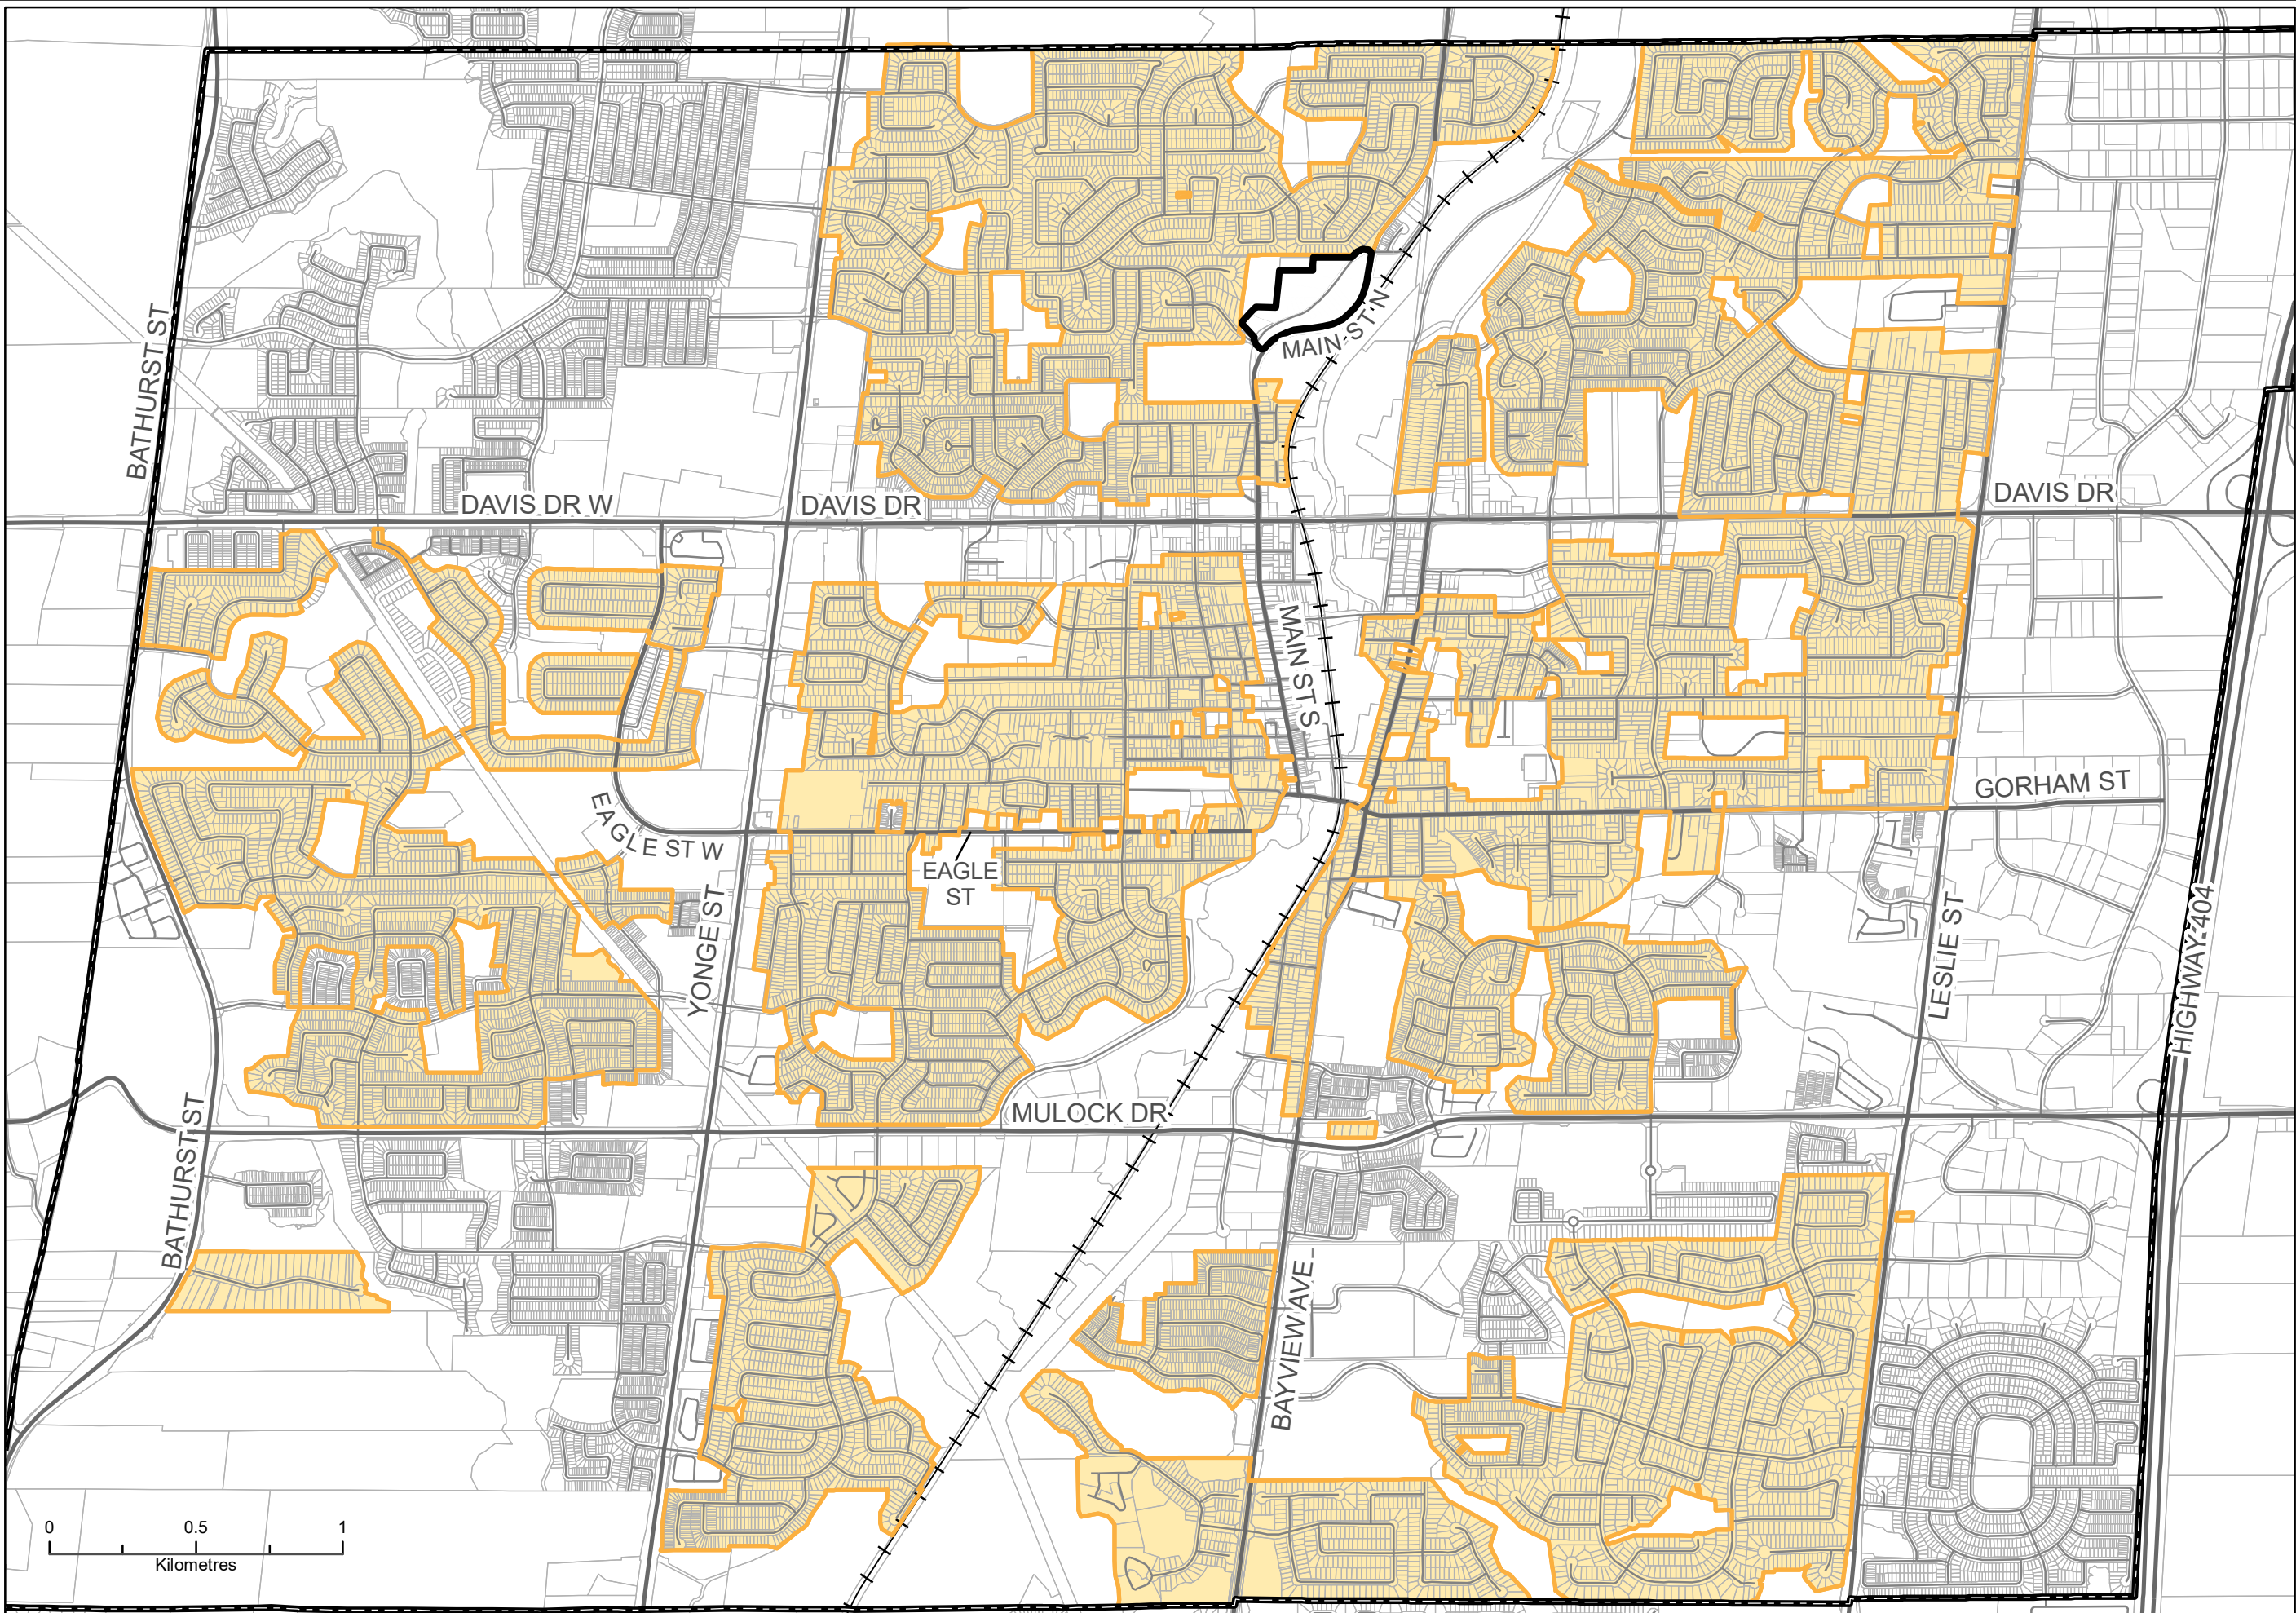 BATHURST ST
MAIN ST N
DAVIS DR W
DAVIS DR
DAVIS DR
MAIN ST S
GORHAM ST
EAGLE ST W
EAGLE
ST
YONGE ST
LESLIE ST
HIGHWAY 404
MULOCK DR
BATHURST ST
BAYVIEW AVE
0 0.5 1
Kilometres